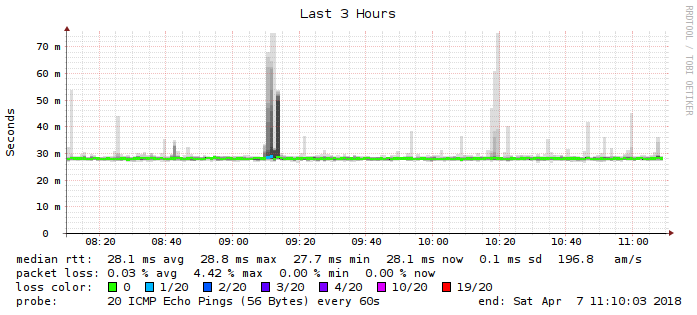 Last 3 Hours
RRDTOOL / TOBI OETIKER
Seconds
70 m
60 m
50 m
40 m
30 m
20 m
10 m
0
08:20 08:40 09:00 09:20 09:40 10:00 10:20 10:40 11:00
median rtt: 28.1 ms avg 28.8 ms max 27.7 ms min 28.1 ms now 0.1 ms sd 196.8 am/s
packet loss: 0.03 % avg 4.42 % max 0.00 % min 0.00 % now
loss color: 0 1/20 2/20 3/20 4/20 10/20 19/20
probe: 20 ICMP Echo Pings (56 Bytes) every 60s end: Sat Apr 7 11:10:03 2018